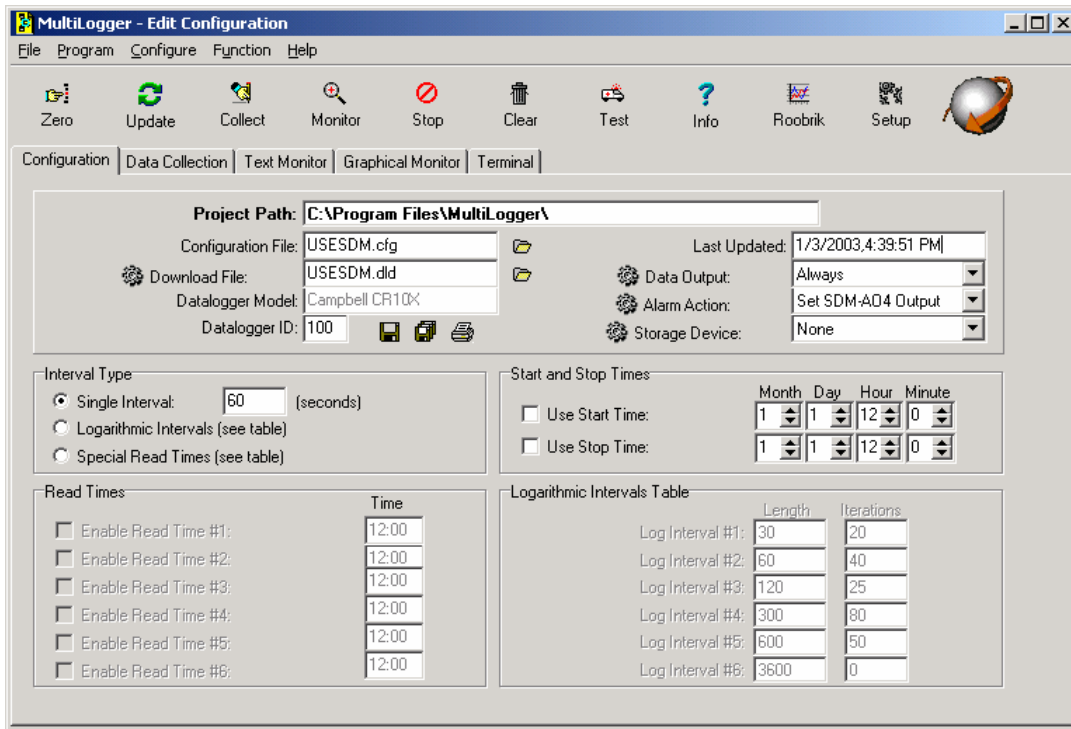 MultiLogger - Edit Configuration
File Program Configure Function Help
Zero Update Collect Monitor Stop Clear Test Info Roobrik Setup
Configuration Data Collection Text Monitor Graphical Monitor Terminal
Project Path: C:\Program Files\MultiLogger\
Configuration File: USESDM.cfg Last Updated: 1/3/2003,4:39:51 PM
Download File: USESDM.dld Data Output: Always
Datalogger Model: Campbell CR10X Alarm Action: Set SDM-AO4 Output
Datalogger ID: 100 Storage Device: None
Interval Type
Single Interval: 60 (seconds)
Logarithmic Intervals (see table)
Special Read Times (see table)
Start and Stop Times
Month Day Hour Minute
Use Start Time: 1 1 12 0
Use Stop Time: 1 1 12 0
Read Times
Time
Enable Read Time #1: 12:00
Enable Read Time #2: 12:00
Enable Read Time #3: 12:00
Enable Read Time #4: 12:00
Enable Read Time #5: 12:00
Enable Read Time #6: 12:00
Logarithmic Intervals Table
Length Iterations
Log Interval #1: 30 20
Log Interval #2: 60 40
Log Interval #3: 120 25
Log Interval #4: 300 80
Log Interval #5: 600 50
Log Interval #6: 3600 0